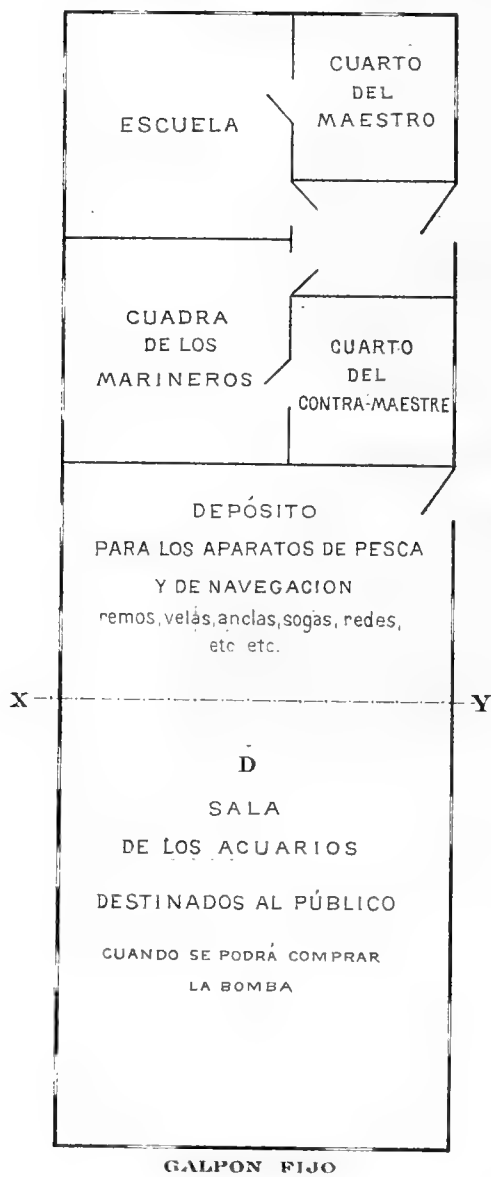 ESCUELA
CUARTO
DEL
MAESTRO
CUADRA
DE LOS
MARINEROS
CUARTO
DEL
CONTRA-MAESTRE
DEPÓSITO
PARA LOS APARATOS DE PESCA
Y DE NAVEGACION
remos, velas, anclas, sogas, redes,
etc etc.
X
Y
D
SALA
DE LOS ACUARIOS
DESTINADOS AL PÚBLICO
CUANDO SE PODRÁ COMPRAR
LA BOMBA
GALPON FIJO